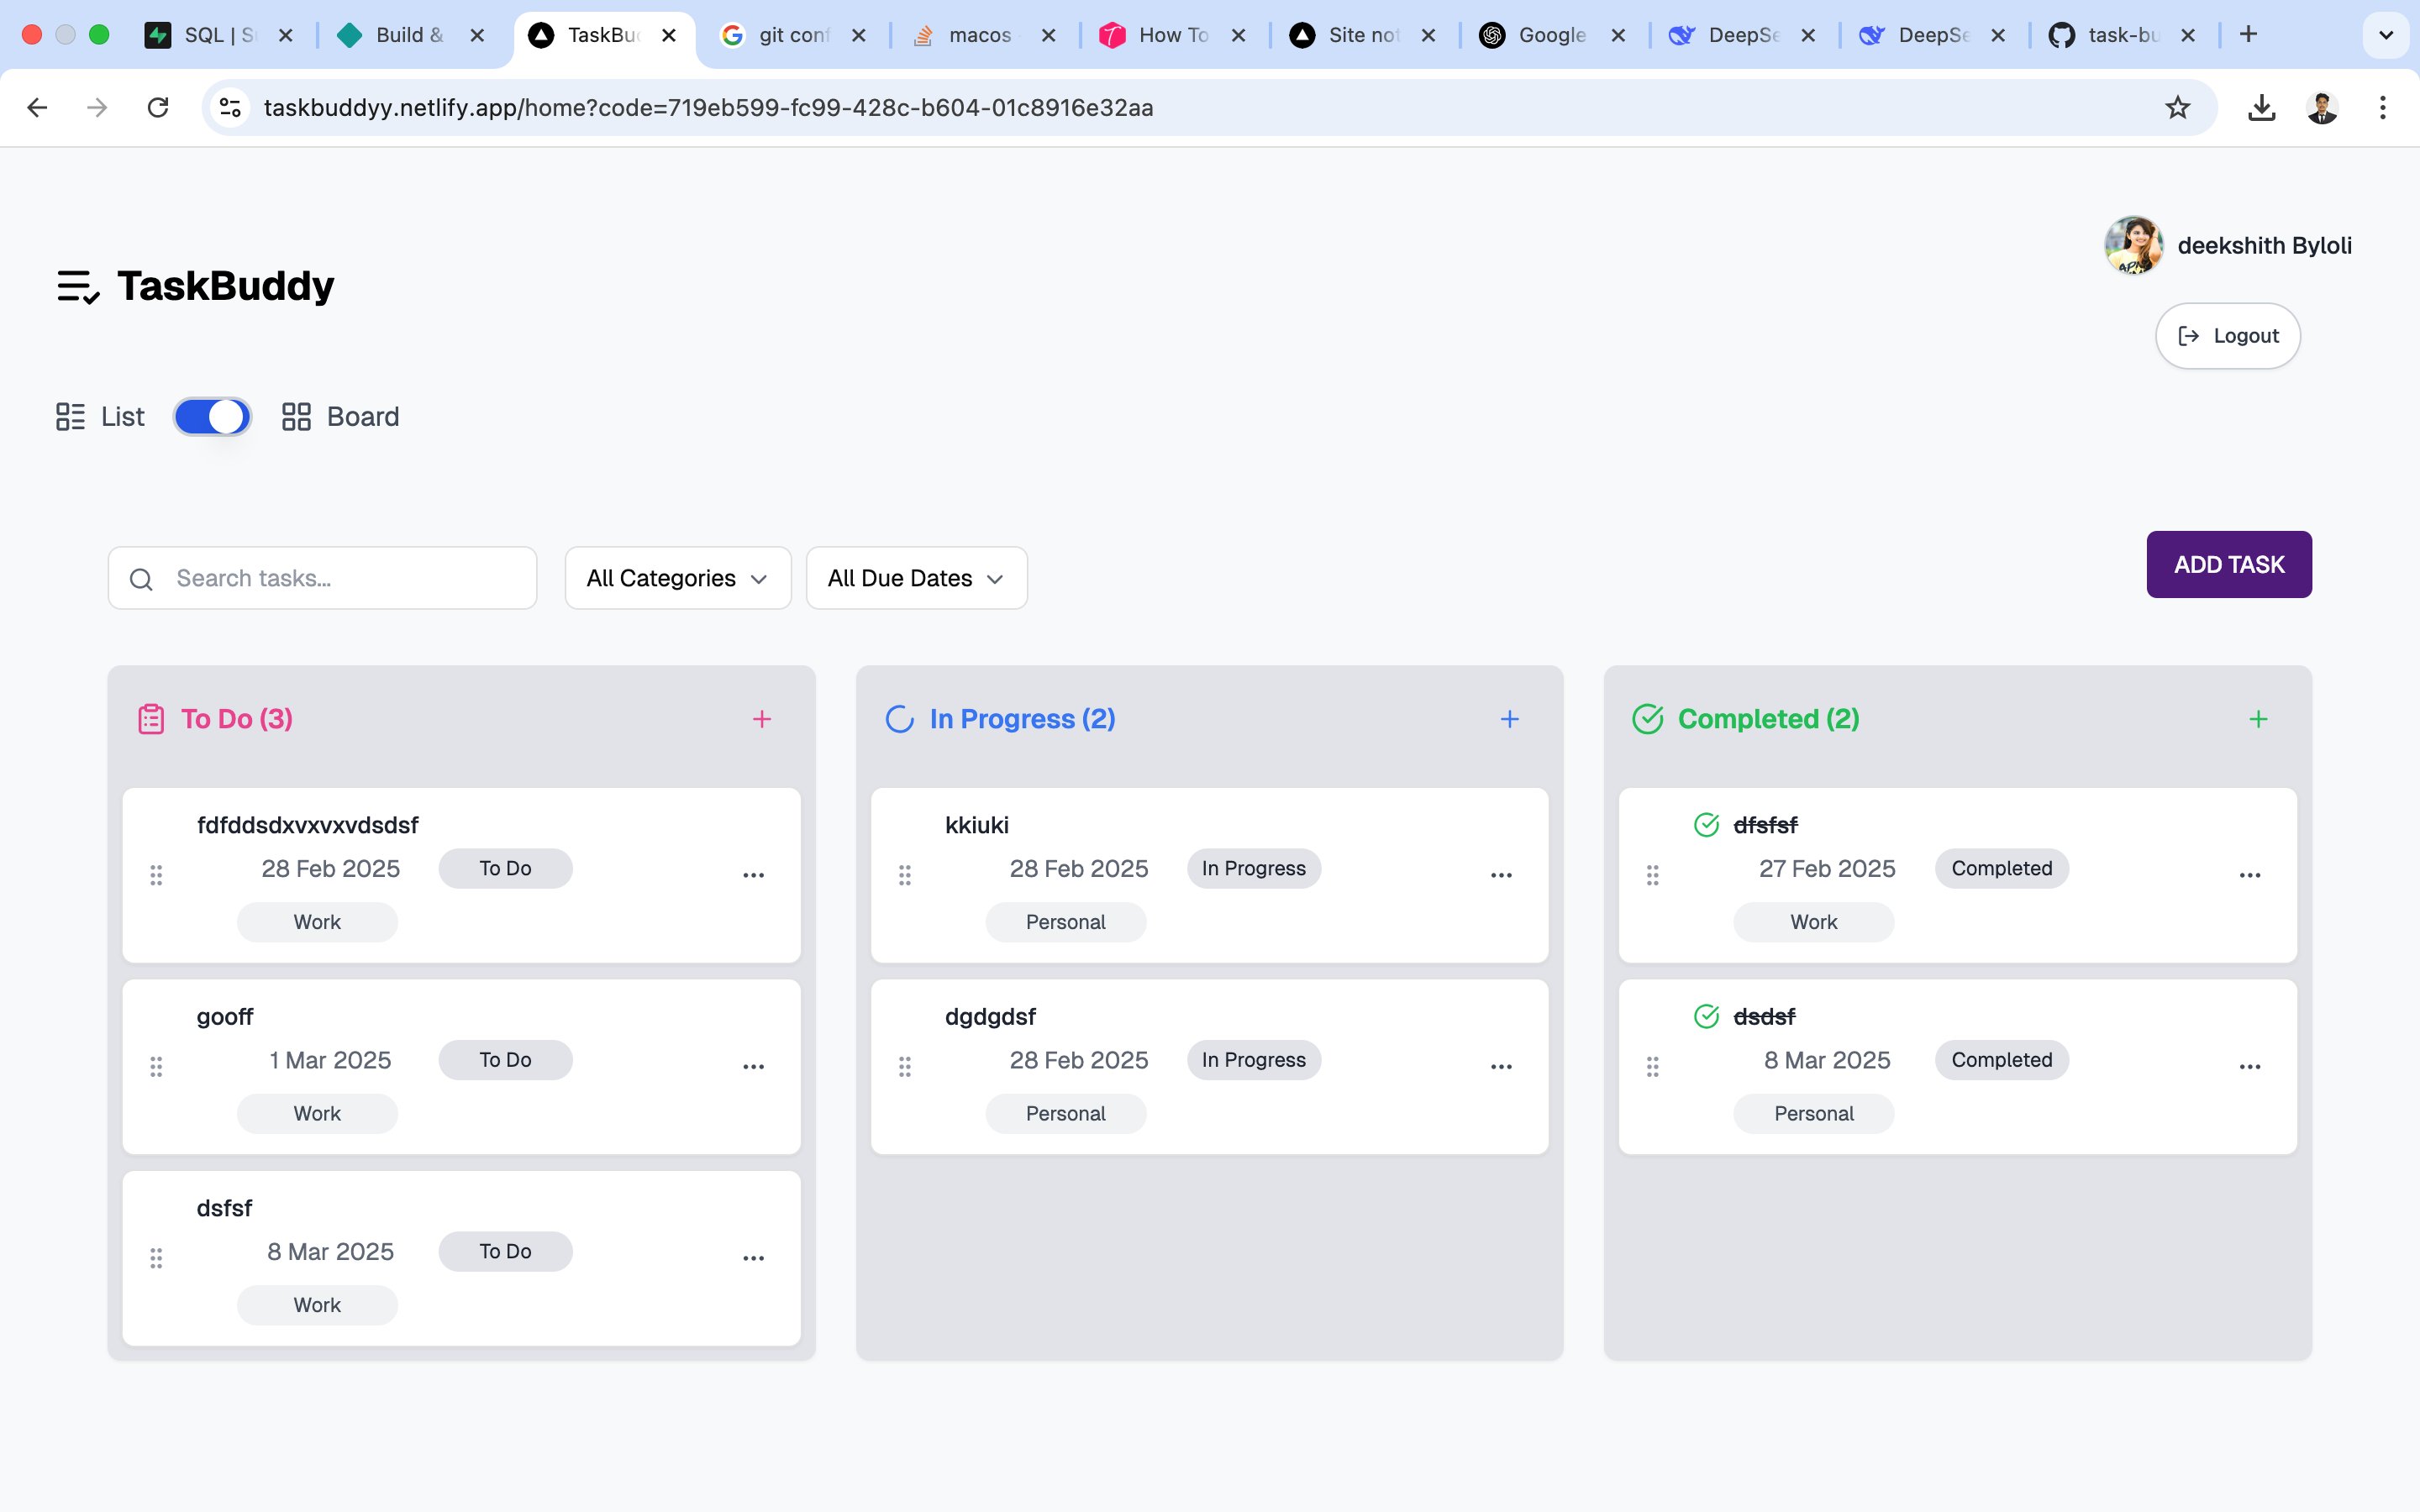 SQL | S
Build &
TaskBu
git conf
macos
How To
Site not
Google
DeepSe
DeepSe
task-bu
taskbuddyy.netlify.app/home?code=719eb599-fc99-428c-b604-01c8916e32aa
deekshith Byloli
TaskBuddy
Logout
List
Board
Search tasks...
All Categories
All Due Dates
ADD TASK
To Do (3)
fdfddsdxvxvxvdsdsf
28 Feb 2025 To Do
Work
gooff
1 Mar 2025 To Do
Work
dsfsf
8 Mar 2025 To Do
Work
In Progress (2)
kkiuki
28 Feb 2025 In Progress
Personal
dgdgdsf
28 Feb 2025 In Progress
Personal
Completed (2)
dfsfsf
27 Feb 2025 Completed
Work
dsdsf
8 Mar 2025 Completed
Personal